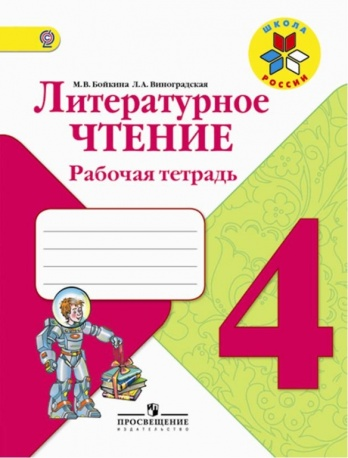 ШКОЛА
РОССИИ
М.В. Бойкина Л.А. Виноградская
Литературное
ЧТЕНИЕ
Рабочая тетрадь
4
ПРОСВЕЩЕНИЕ
ИЗДАТЕЛЬСТВО